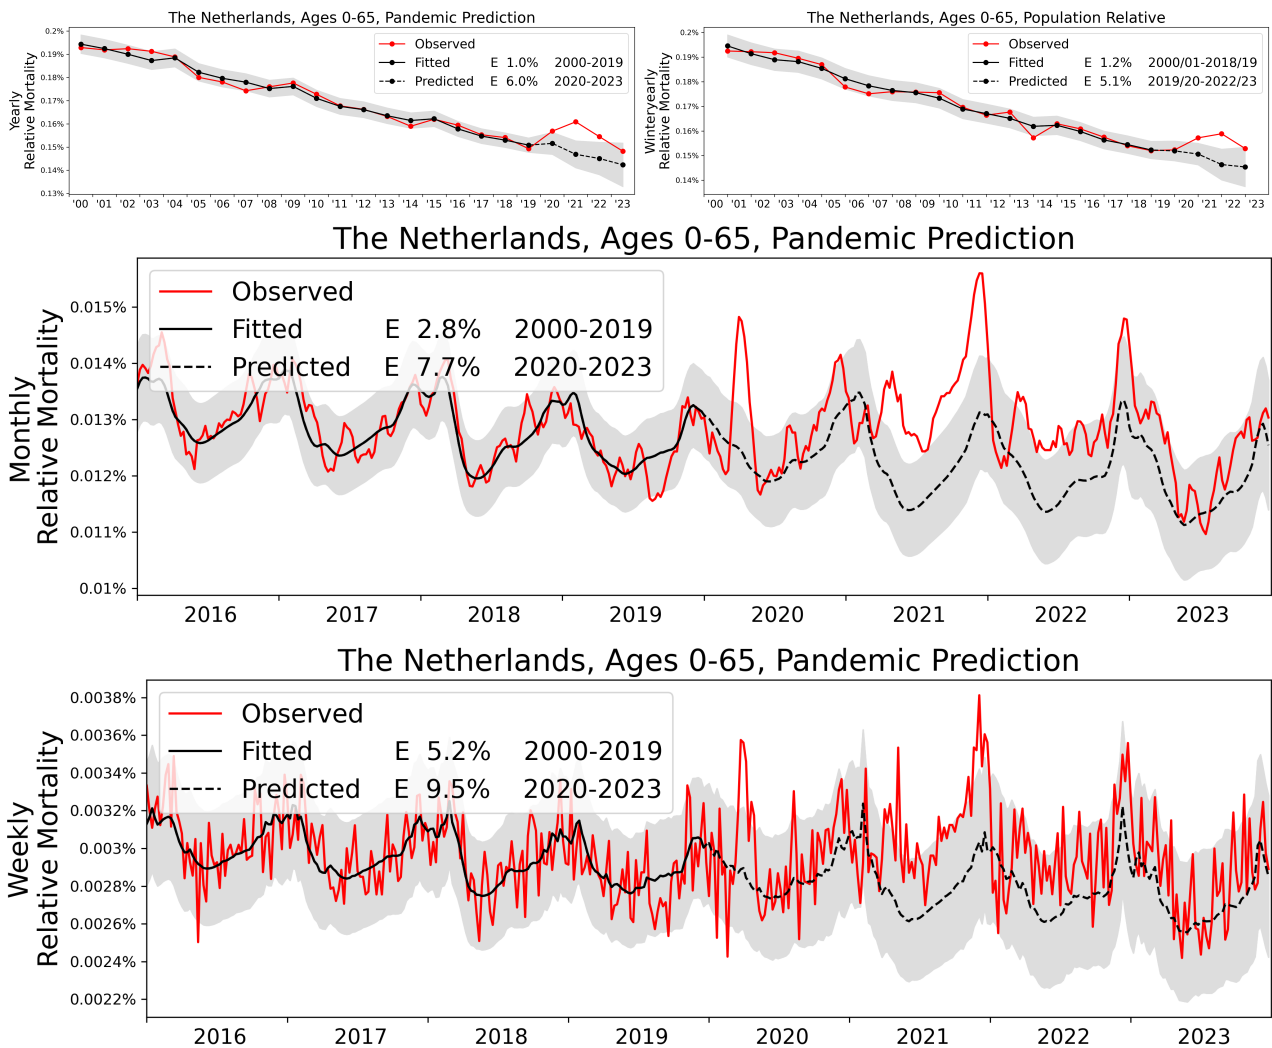 The Netherlands, Ages 0-65, Pandemic Prediction
Yearly
Relative Mortality
0.2%
0.19%
0.18%
0.17%
0.16%
0.15%
0.14%
0.13%
Observed
Fitted E 1.0% 2000-2019
Predicted E 6.0% 2020-2023
'00 '01 '02 '03 '04 '05 '06 '07 '08 '09 '10 '11 '12 '13 '14 '15 '16 '17 '18 '19 '20 '21 '22 '23
The Netherlands, Ages 0-65, Population Relative
Winteryearly
Relative Mortality
0.2%
0.19%
0.18%
0.17%
0.16%
0.15%
0.14%
Observed
Fitted E 1.2% 2000/01-2018/19
Predicted E 5.1% 2019/20-2022/23
'00 '01 '02 '03 '04 '05 '06 '07 '08 '09 '10 '11 '12 '13 '14 '15 '16 '17 '18 '19 '20 '21 '22 '23
The Netherlands, Ages 0-65, Pandemic Prediction
Monthly
Relative Mortality
0.015%
0.014%
0.013%
0.012%
0.011%
0.01%
Observed
Fitted E 2.8% 2000-2019
Predicted E 7.7% 2020-2023
2016 2017 2018 2019 2020 2021 2022 2023
The Netherlands, Ages 0-65, Pandemic Prediction
Weekly
Relative Mortality
0.0038%
0.0036%
0.0034%
0.0032%
0.003%
0.0028%
0.0026%
0.0024%
0.0022%
Observed
Fitted E 5.2% 2000-2019
Predicted E 9.5% 2020-2023
2016 2017 2018 2019 2020 2021 2022 2023